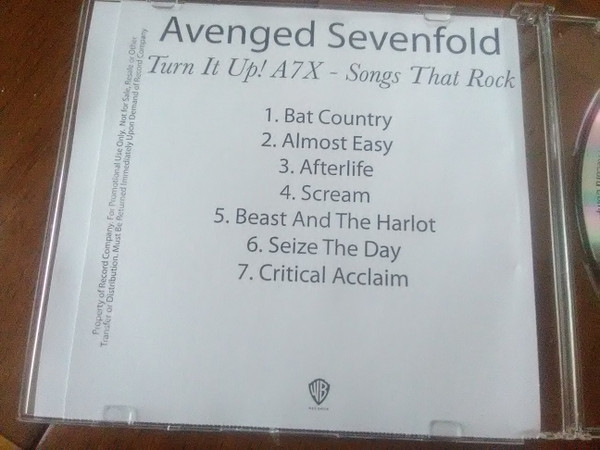 Avenged Sevenfold
Turn It Up! A7X - Songs That Rock
1. Bat Country
2. Almost Easy
3. Afterlife
4. Scream
5. Beast And The Harlot
6. Seize The Day
7. Critical Acclaim
Property of Record Company. For Promotional Use Only. Not for Sale, Resale or Other
Transfer or Distribution. Must Be Returned Immediately Upon Demand of Record Company
WB